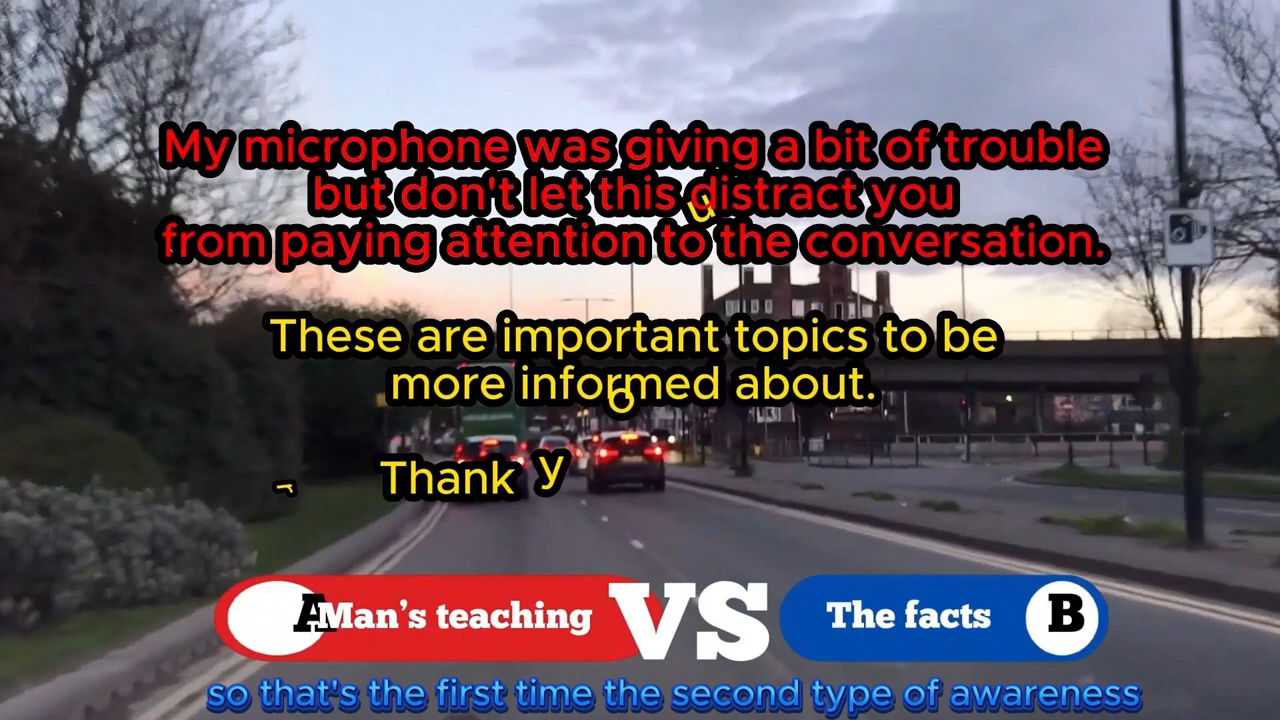 My microphone was giving a bit of trouble
but don't let this distract you
from paying attention to the conversation.
These are important topics to be
more informed about.
Thank y
o
u
A Man's teaching VS The facts B
so that's the first time the second type of awareness